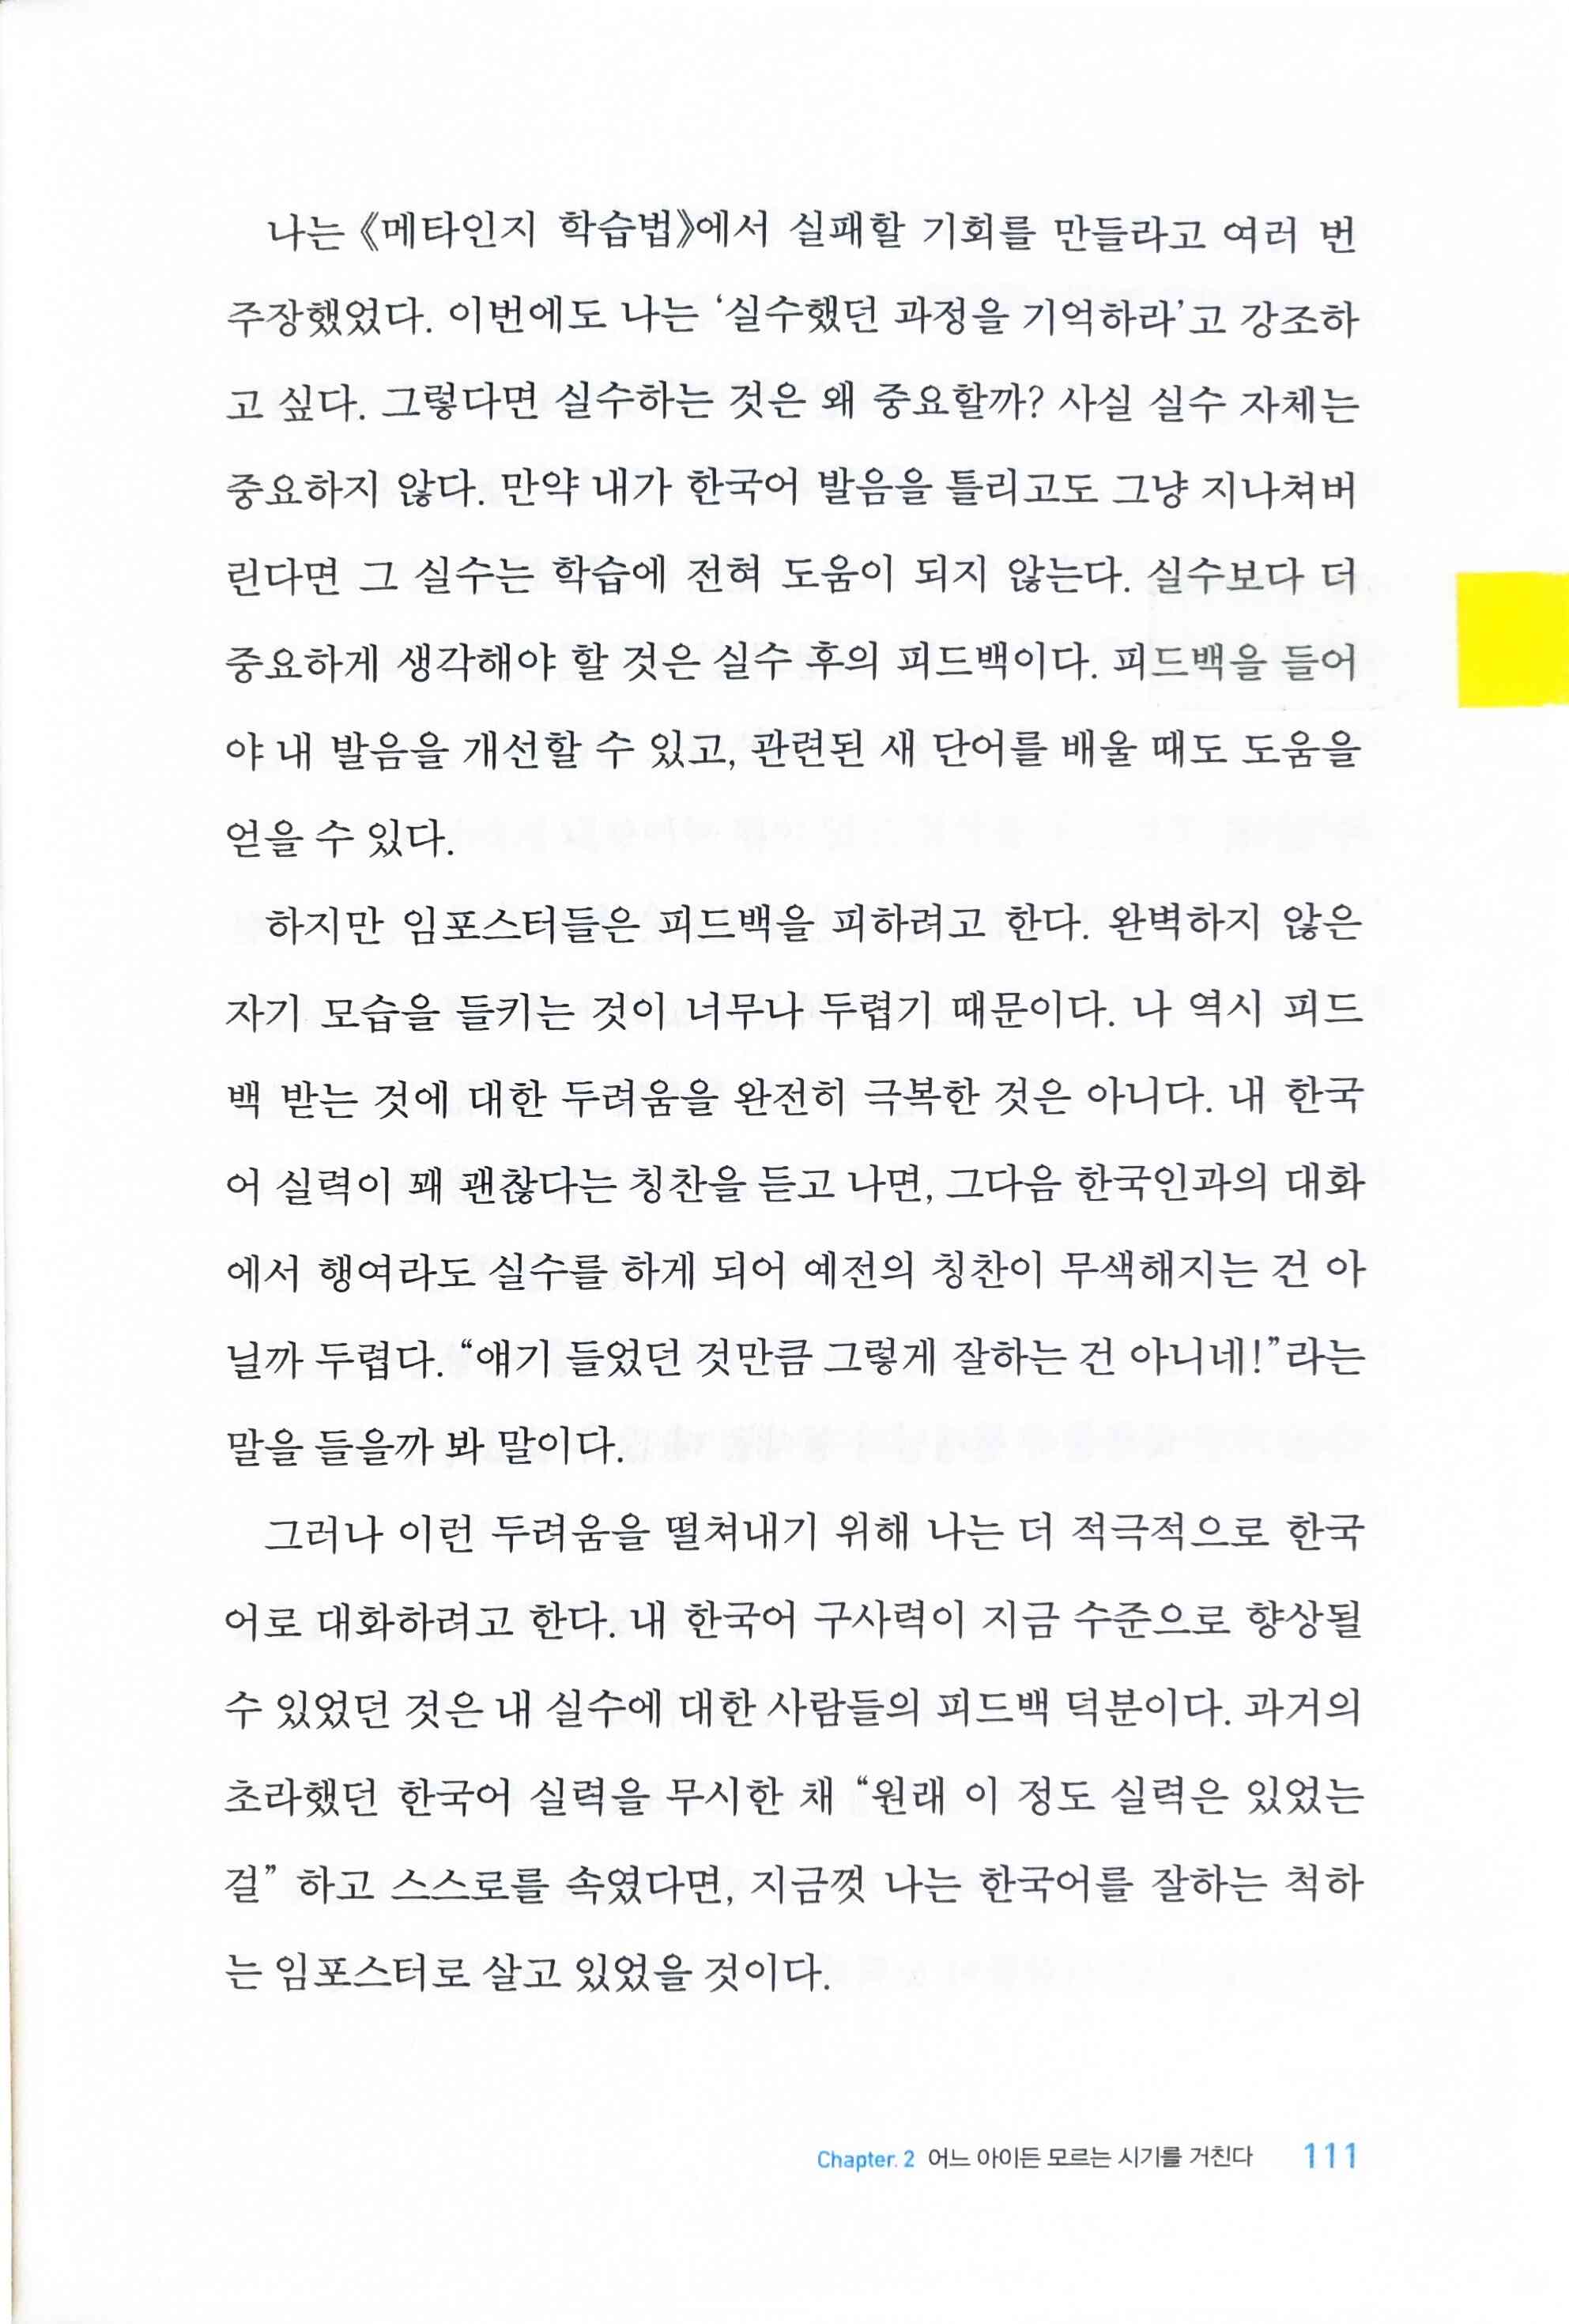 나는 《메타인지 학습법》에서 실패할 기회를 만들라고 여러 번
주장했었다. 이번에도 나는 ‘실수했던 과정을 기억하라’고 강조하
고 싶다. 그렇다면 실수하는 것은 왜 중요할까? 사실 실수 자체는
중요하지 않다. 만약 내가 한국어 발음을 틀리고도 그냥 지나쳐버
린다면 그 실수는 학습에 전혀 도움이 되지 않는다. 실수보다 더
중요하게 생각해야 할 것은 실수 후의 피드백이다. 피드백을 들어
야 내 발음을 개선할 수 있고, 관련된 새 단어를 배울 때도 도움을
얻을 수 있다.
하지만 임포스터들은 피드백을 피하려고 한다. 완벽하지 않은
자기 모습을 들키는 것이 너무나 두렵기 때문이다. 나 역시 피드
백 받는 것에 대한 두려움을 완전히 극복한 것은 아니다. 내 한국
어 실력이 꽤 괜찮다는 칭찬을 듣고 나면, 그다음 한국인과의 대화
에서 행여라도 실수를 하게 되어 예전의 칭찬이 무색해지는 건 아
닐까 두렵다. “얘기 들었던 것만큼 그렇게 잘하는 건 아니네!”라는
말을 들을까 봐 말이다.
그러나 이런 두려움을 떨쳐내기 위해 나는 더 적극적으로 한국
어로 대화하려고 한다. 내 한국어 구사력이 지금 수준으로 향상될
수 있었던 것은 내 실수에 대한 사람들의 피드백 덕분이다. 과거의
초라했던 한국어 실력을 무시한 채 “원래 이 정도 실력은 있었는
걸” 하고 스스로를 속였다면, 지금껏 나는 한국어를 잘하는 척하
는 임포스터로 살고 있었을 것이다.
Chapter. 2 어느 아이든 모르는 시기를 거친다 111